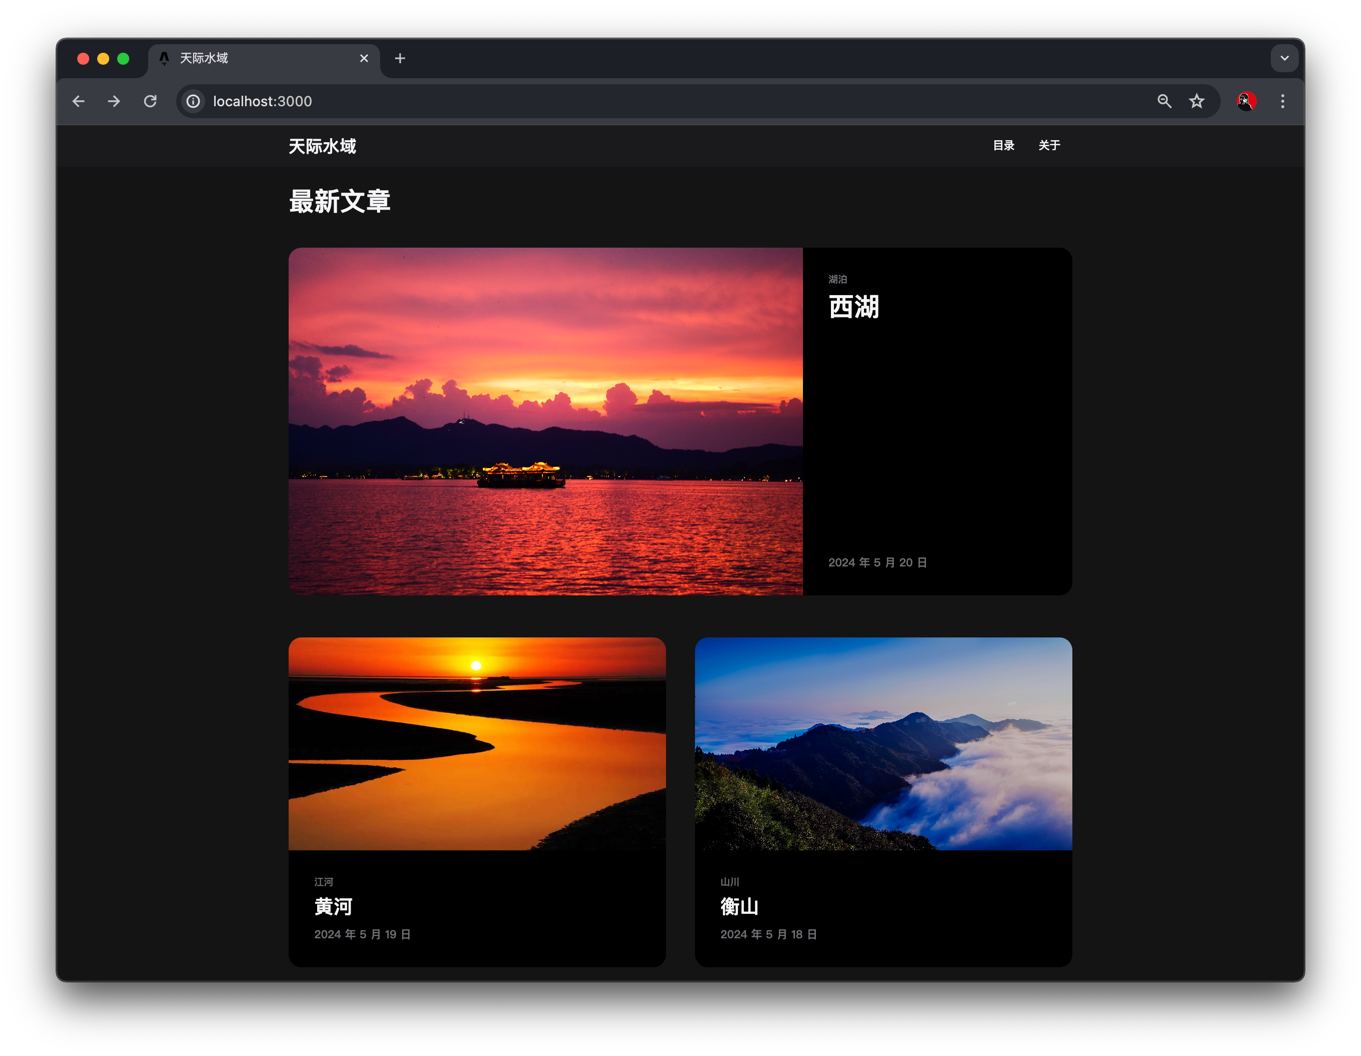 天际水域
localhost:3000
天际水域
目录
关于
最新文章
湖泊
西湖
2024 年 5 月 20 日
江河
黄河
2024 年 5 月 19 日
山川
衡山
2024 年 5 月 18 日